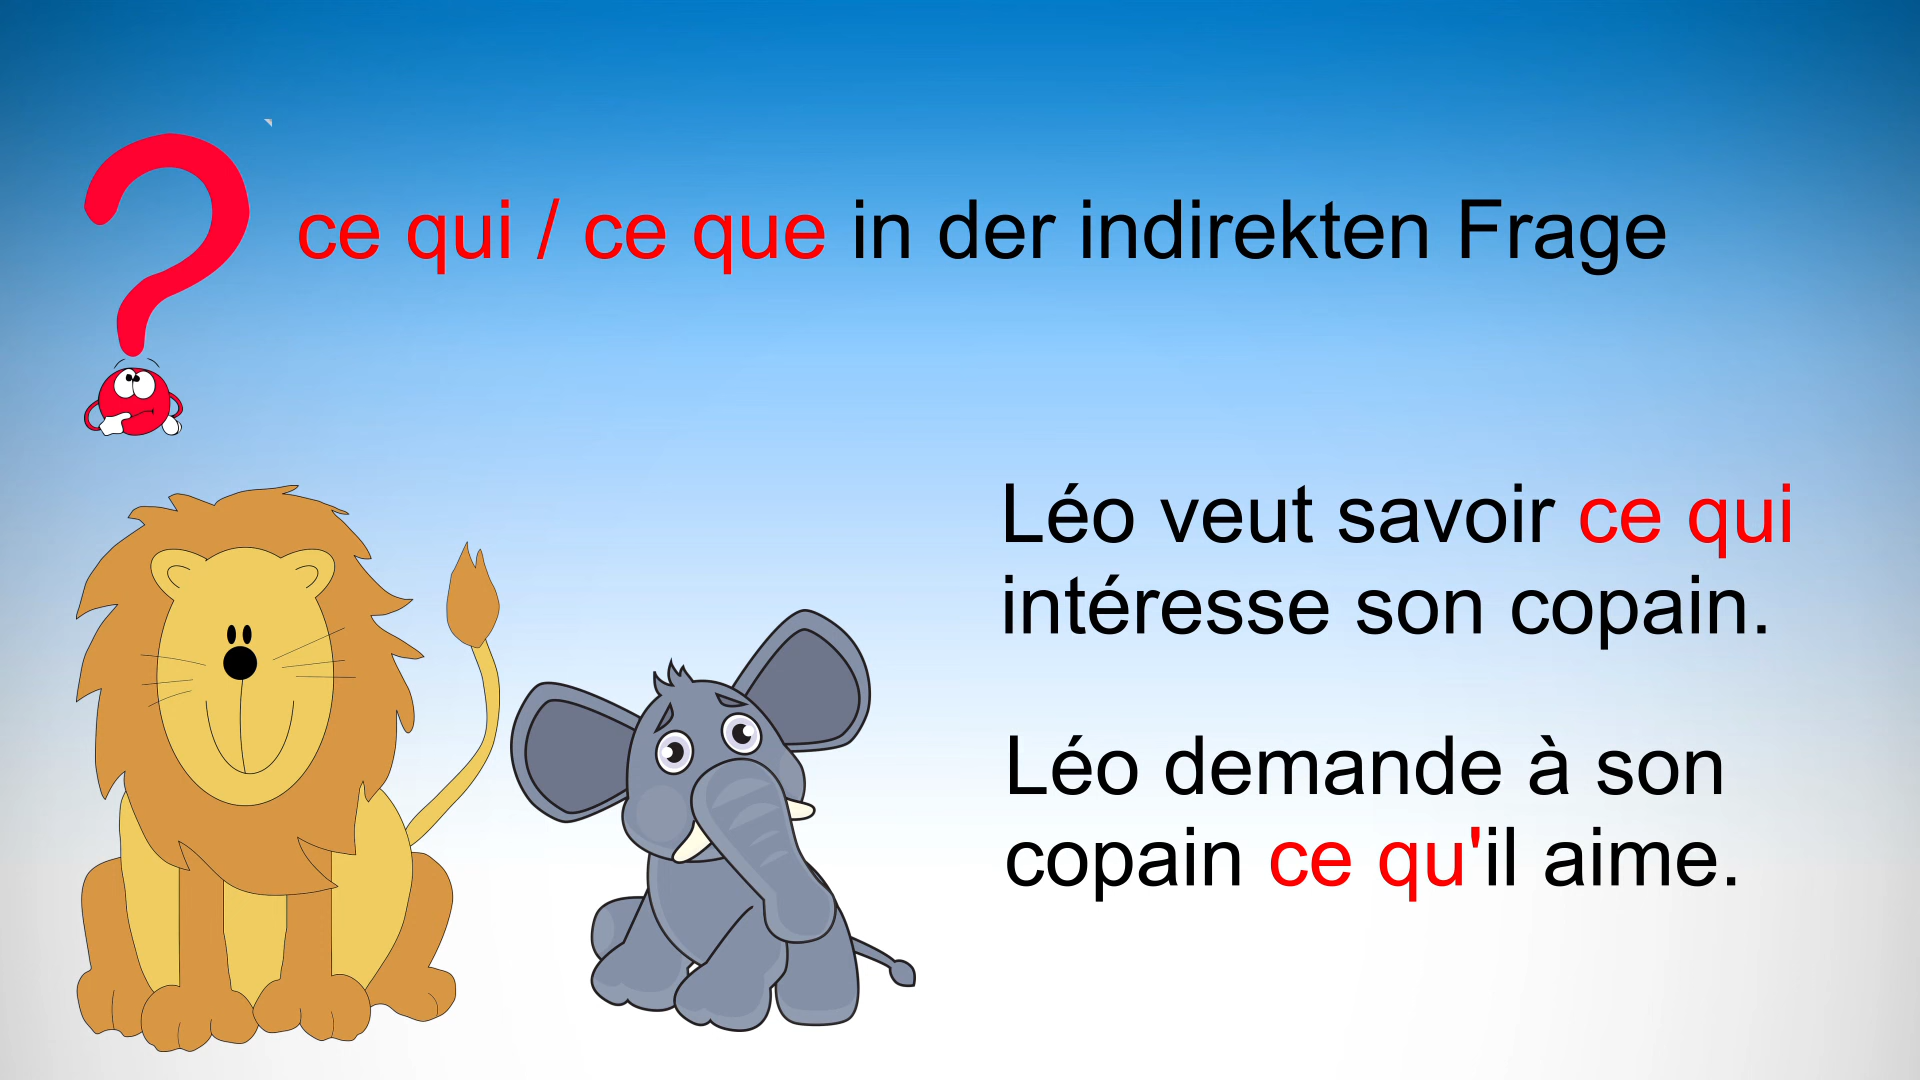 ce qui / ce que in der indirekten Frage
Léo veut savoir ce qui
intéresse son copain.
Léo demande à son
copain ce qu'il aime.